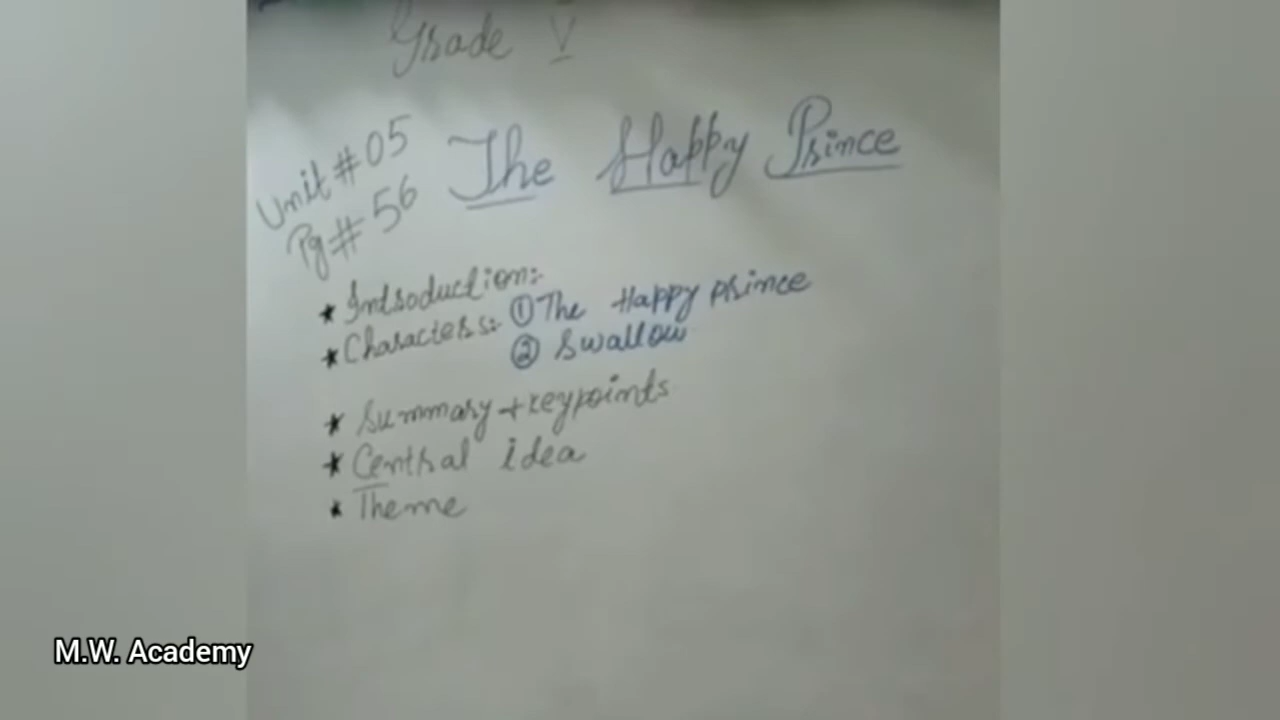 Grade V
Unit # 05
Pg # 56
The Happy Prince
* Introduction:
* Characters: ① The Happy prince
② Swallow
* Summary + keypoints
* Central idea
* Theme
M.W. Academy